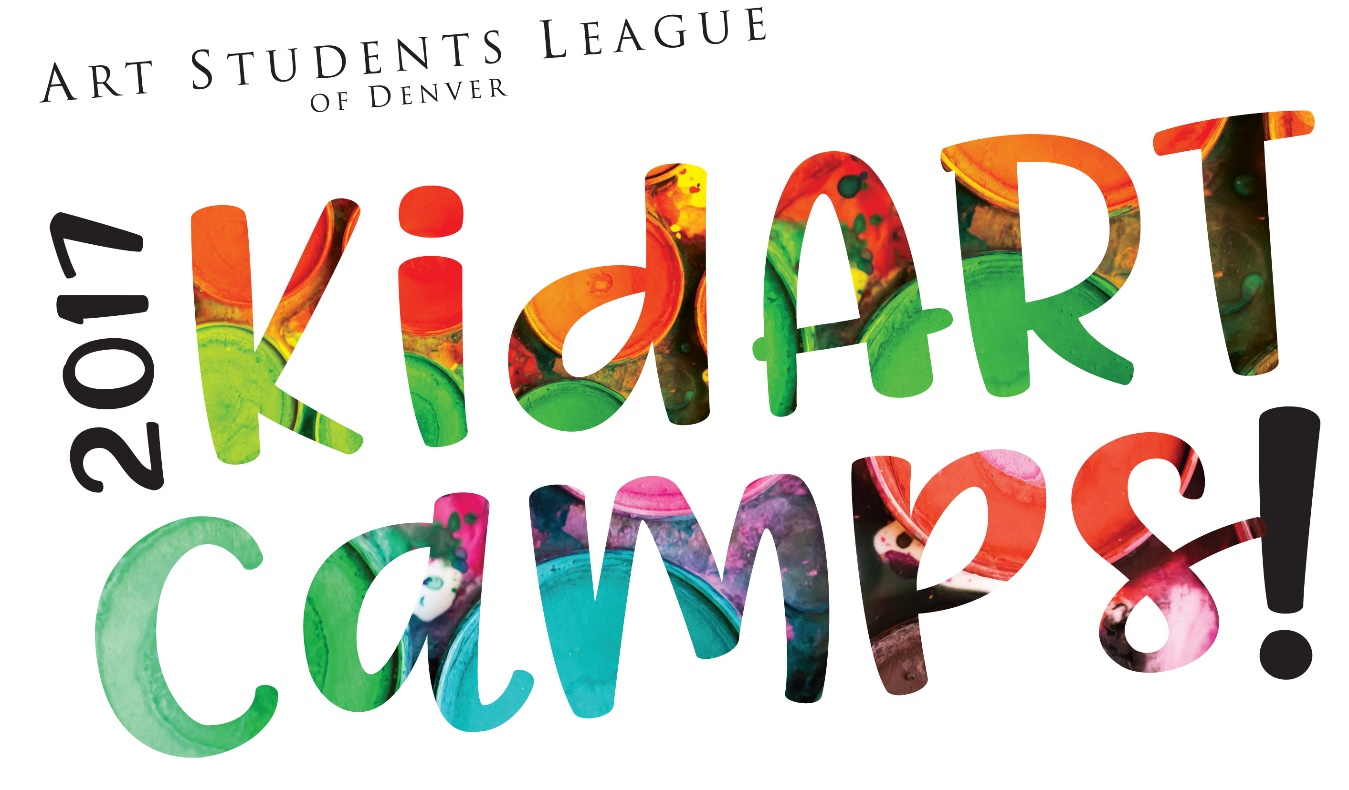 ART STUDENTS LEAGUE
OF DENVER
2017
KidART
camps!